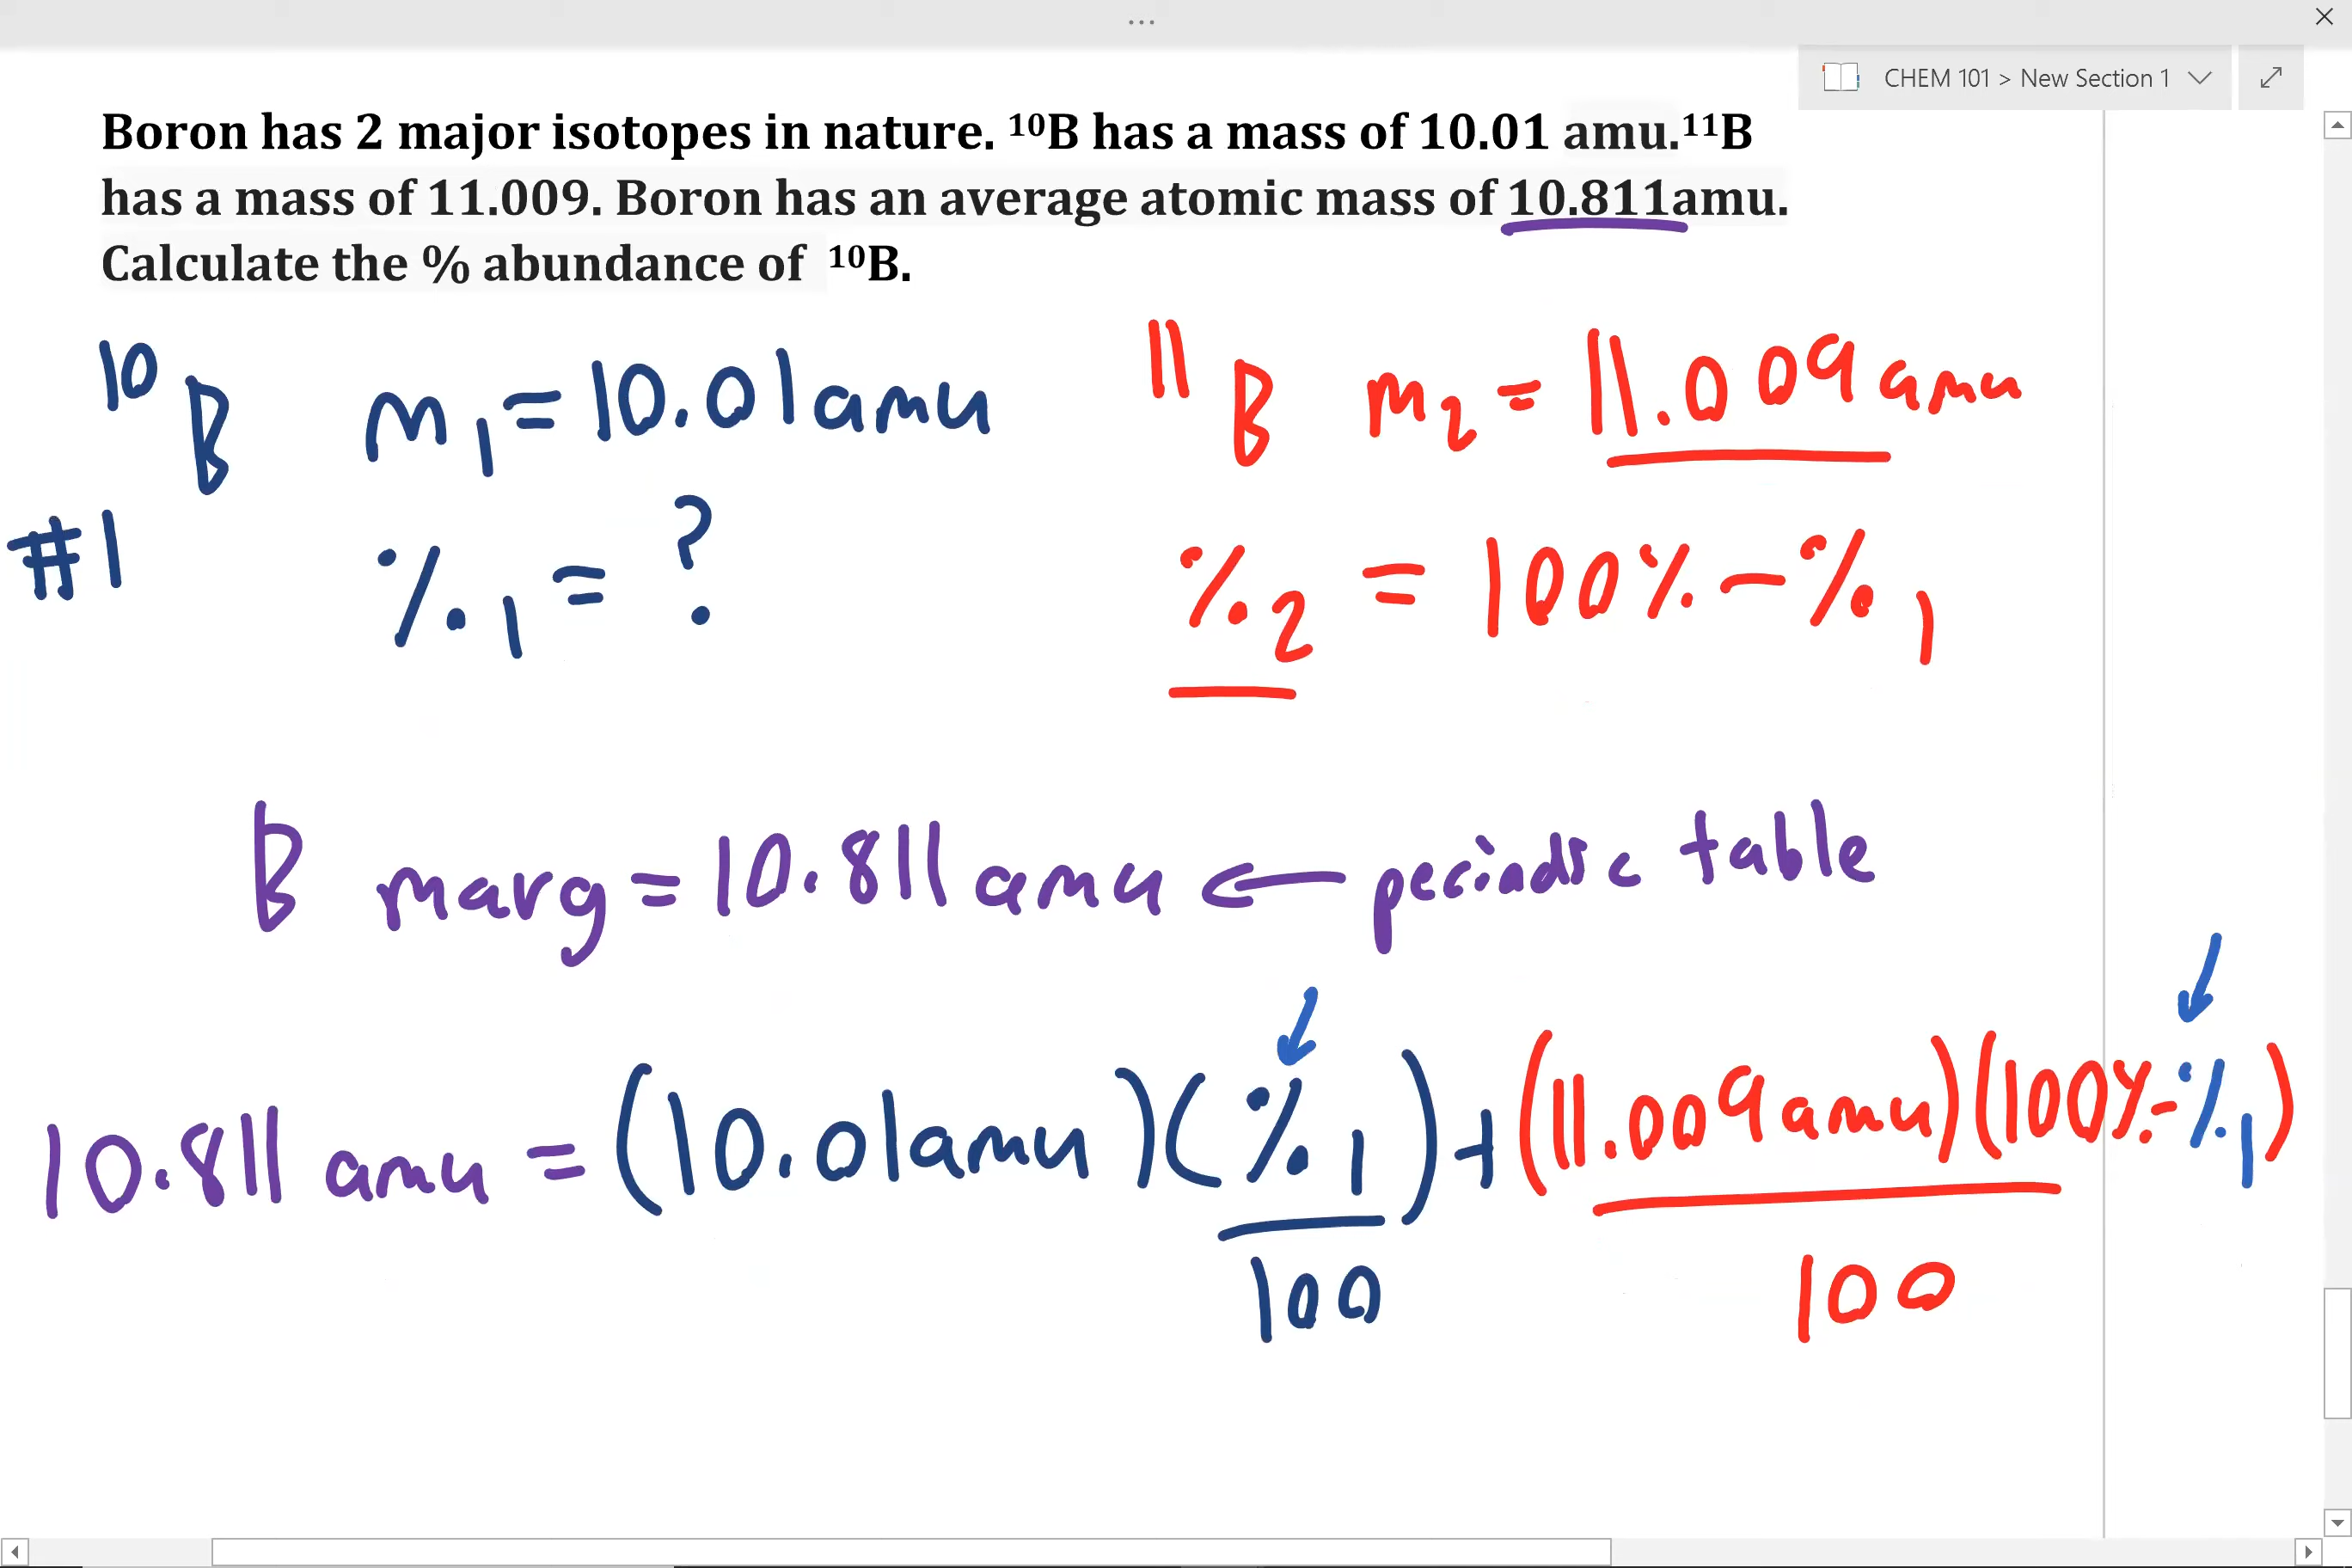 ...
CHEM 101 > New Section 1
Boron has 2 major isotopes in nature. ¹⁰B has a mass of 10.01 amu.¹¹B
has a mass of 11.009. Boron has an average atomic mass of 10.811amu.
Calculate the % abundance of ¹⁰B.
¹⁰B m₁ = 10.01amu ¹¹B m₂ = 11.009amu
#1 %₁ = ? %₂ = 100% - %₁
B mavg = 10.811 amu ← periodic table
10.811 amu = (10.01amu)(%₁) + (11.009amu)(100% - %₁)
100 100